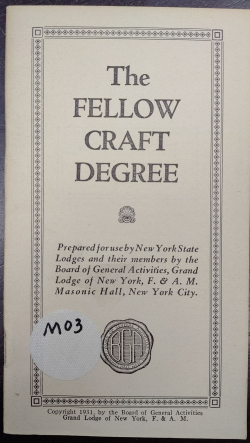 The
FELLOW
CRAFT
DEGREE
Prepared for use by New York State
Lodges and their members by the
Board of General Activities, Grand
Lodge of New York, F. & A. M.
Masonic Hall, New York City.
M03
BGA
Copyright 1931, by the Board of General Activities
Grand Lodge of New York, F. & A. M.